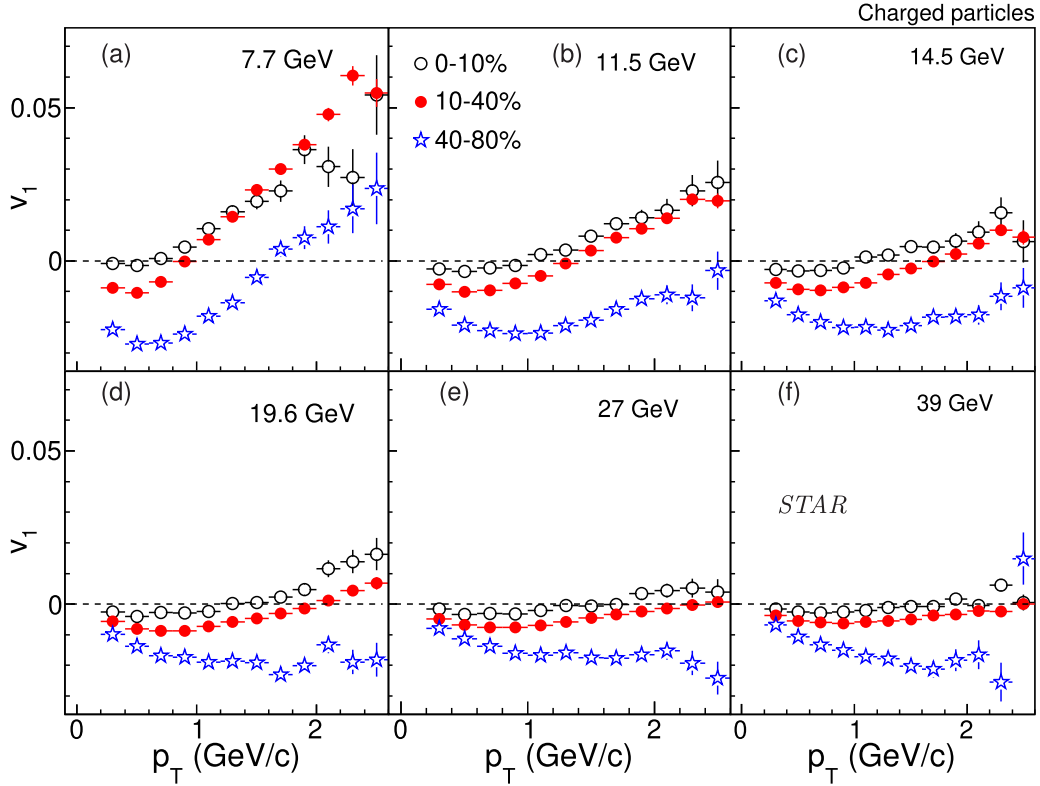 Charged particles
(a) 7.7 GeV
0-10% (b) 11.5 GeV
10-40%
40-80%
(c) 14.5 GeV
0.05
0
v1
(d) 19.6 GeV
(e) 27 GeV
(f) 39 GeV
STAR
0.05
0
v1
0 1 2
0 1 2
0 1 2
pT (GeV/c)
pT (GeV/c)
pT (GeV/c)